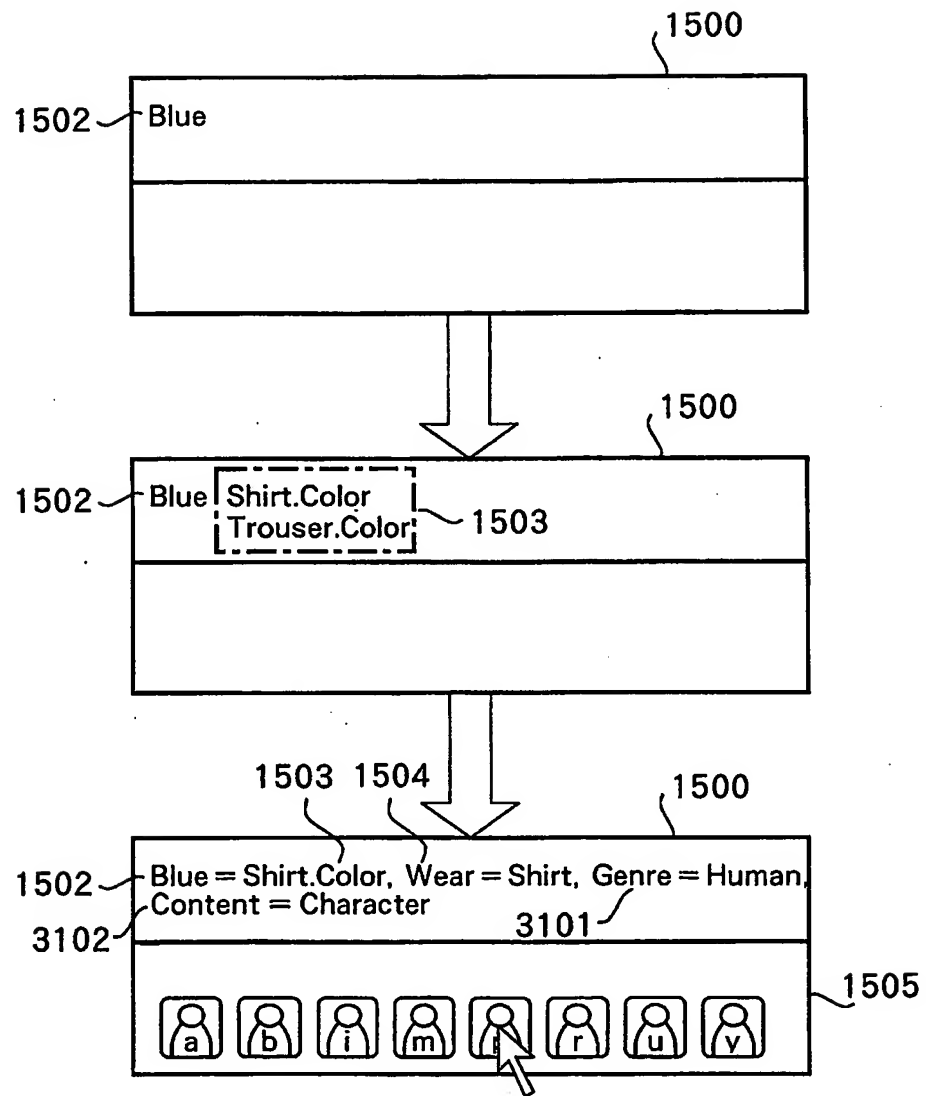 1500
1502 Blue
1500
1502 Blue Shirt.Color
Trouser.Color 1503
1503 1504
1500
1502 Blue = Shirt.Color, Wear = Shirt, Genre = Human,
Content = Character
3102 3101
1505
a b i m r u y